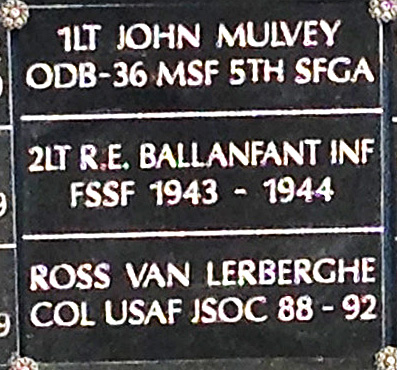 1LT JOHN MULVEY
ODB-36 MSF 5TH SFGA
2LT R.E. BALLANFANT INF
FSSF 1943 - 1944
ROSS VAN LERBERGHE
COL USAF JSOC 88 - 92